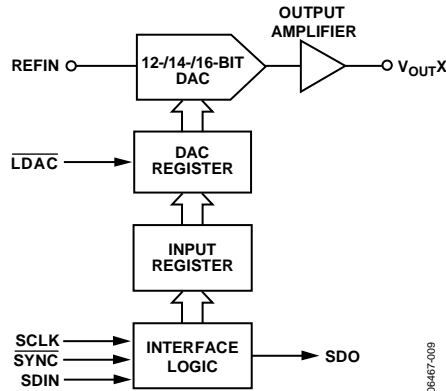 OUTPUT
AMPLIFIER
REFIN
12-/14-/16-BIT
DAC
V_OUTX
LDAC
DAC
REGISTER
INPUT
REGISTER
SCLK
SYNC
SDIN
INTERFACE
LOGIC
SDO
06467-009